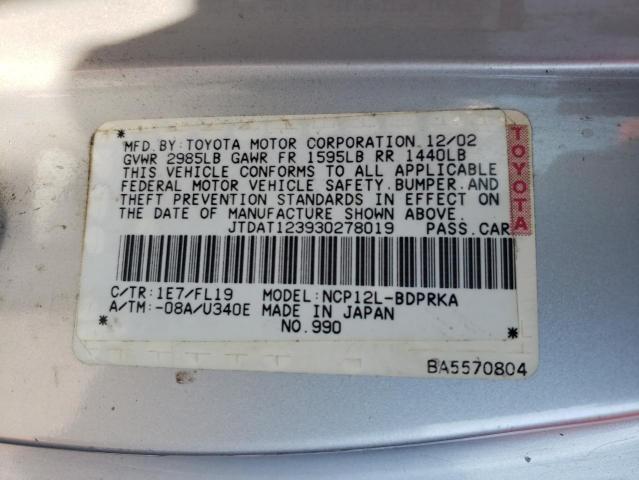 MFD.BY:TOYOTA MOTOR CORPORATION 12/02
GVWR 2985LB GAWR FR 1595LB RR 1440LB
THIS VEHICLE CONFORMS TO ALL APPLICABLE
FEDERAL MOTOR VEHICLE SAFETY.BUMPER.AND
THEFT PREVENTION STANDARDS IN EFFECT ON
THE DATE OF MANUFACTURE SHOWN ABOVE.
JTDAT123930278019 PASS.CAR
TOYOTA
C/TR:1E7/FL19 MODEL:NCP12L-BDPRKA
A/TM:-08A/U340E MADE IN JAPAN
NO.990
BA5570804